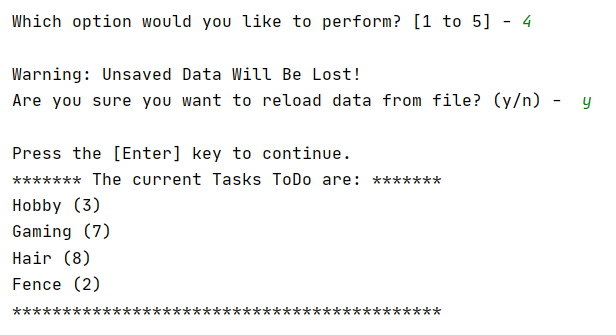 Which option would you like to perform? [1 to 5] - 4
Warning: Unsaved Data Will Be Lost!
Are you sure you want to reload data from file? (y/n) -  y
Press the [Enter] key to continue.
******* The current Tasks ToDo are: *******
Hobby (3)
Gaming (7)
Hair (8)
Fence (2)
*******************************************